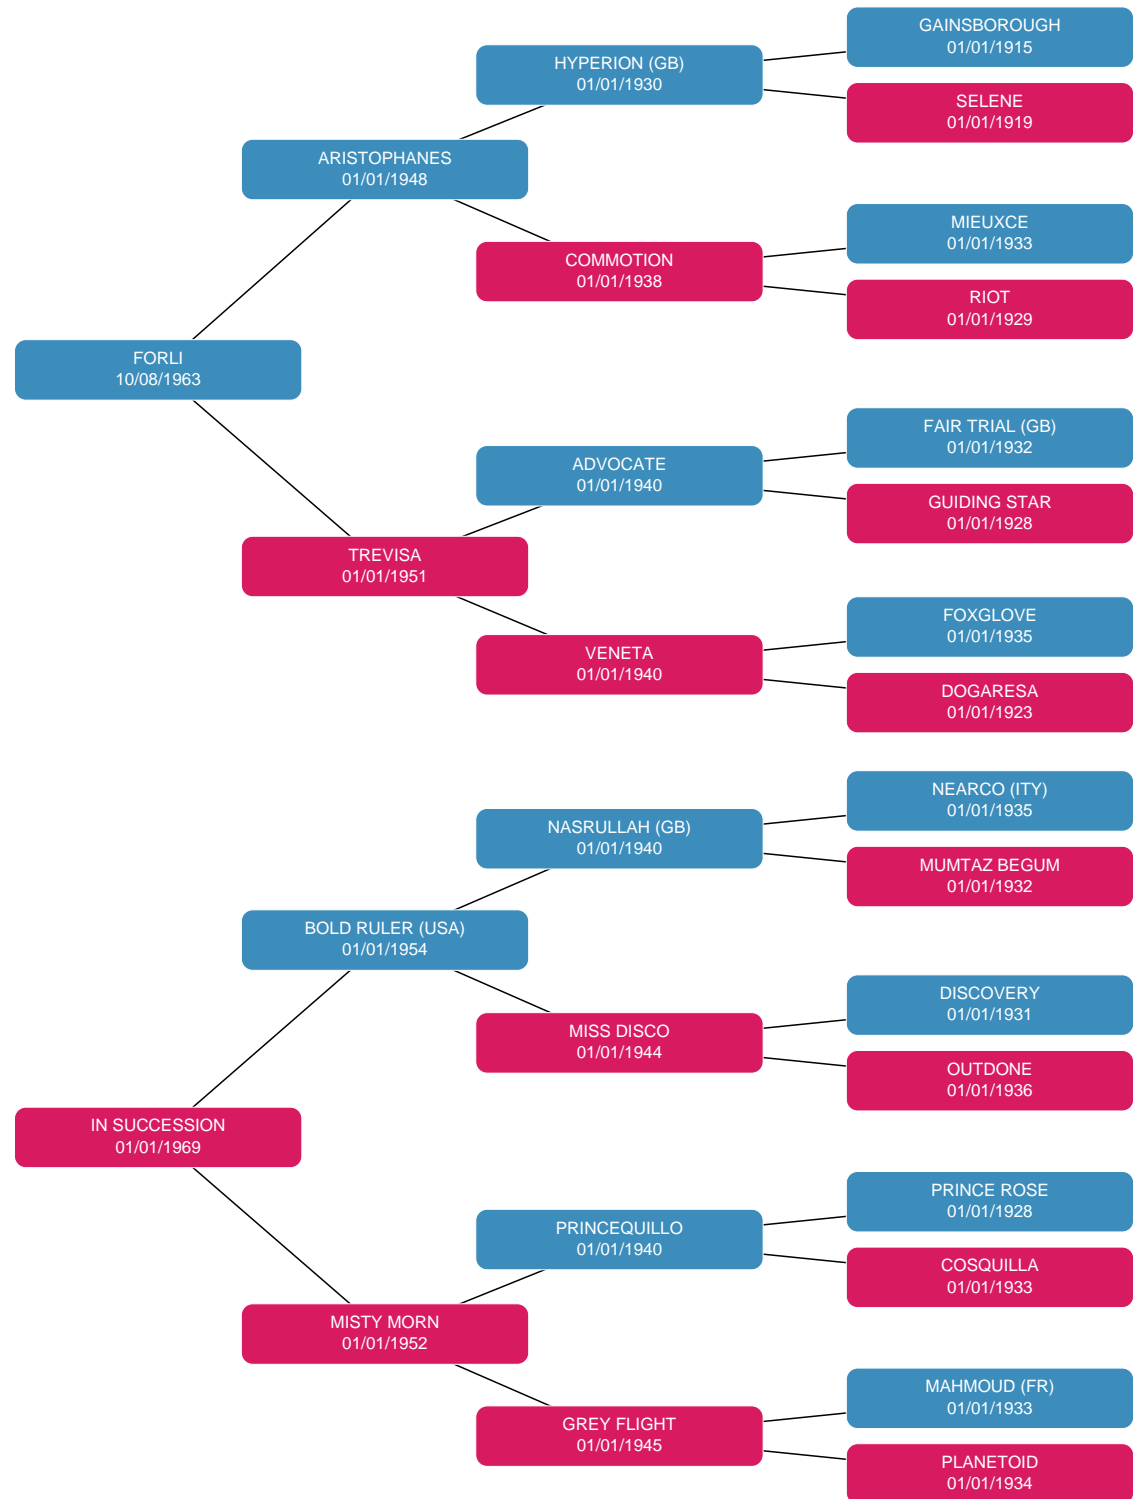 GAINSBOROUGH
01/01/1915
HYPERION (GB)
01/01/1930
SELENE
01/01/1919
ARISTOPHANES
01/01/1948
MIEUXCE
01/01/1933
COMMOTION
01/01/1938
RIOT
01/01/1929
FORLI
10/08/1963
FAIR TRIAL (GB)
01/01/1932
ADVOCATE
01/01/1940
GUIDING STAR
01/01/1928
TREVISA
01/01/1951
FOXGLOVE
01/01/1935
VENETA
01/01/1940
DOGARESA
01/01/1923
NEARCO (ITY)
01/01/1935
NASRULLAH (GB)
01/01/1940
MUMTAZ BEGUM
01/01/1932
BOLD RULER (USA)
01/01/1954
DISCOVERY
01/01/1931
MISS DISCO
01/01/1944
OUTDONE
01/01/1936
IN SUCCESSION
01/01/1969
PRINCE ROSE
01/01/1928
PRINCEQUILLO
01/01/1940
COSQUILLA
01/01/1933
MISTY MORN
01/01/1952
MAHMOUD (FR)
01/01/1933
GREY FLIGHT
01/01/1945
PLANETOID
01/01/1934